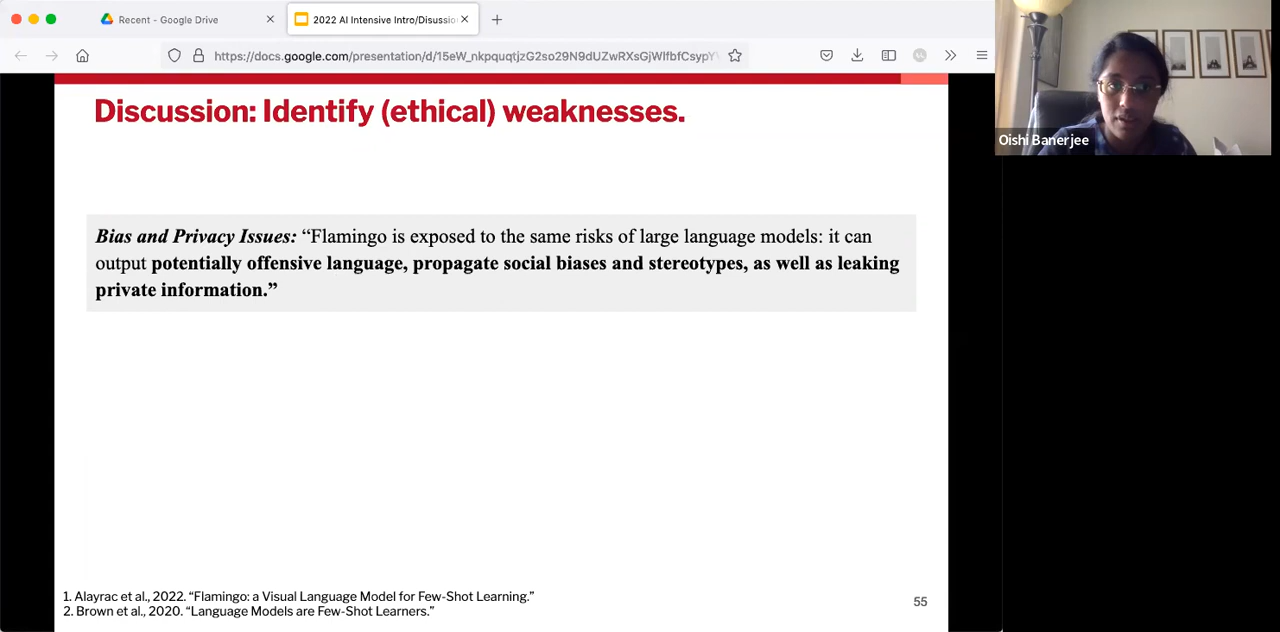 Recent - Google Drive
2022 AI Intensive Intro/Disussio
https://docs.google.com/presentation/d/15eW_nkpquqtjzG2so29N9dUZwRXsGjWlfbfCsypY
Discussion: Identify (ethical) weaknesses.
Oishi Banerjee
Bias and Privacy Issues: “Flamingo is exposed to the same risks of large language models: it can
output potentially offensive language, propagate social biases and stereotypes, as well as leaking
private information.”
1. Alayrac et al., 2022. “Flamingo: a Visual Language Model for Few-Shot Learning.”
2. Brown et al., 2020. “Language Models are Few-Shot Learners.”
55